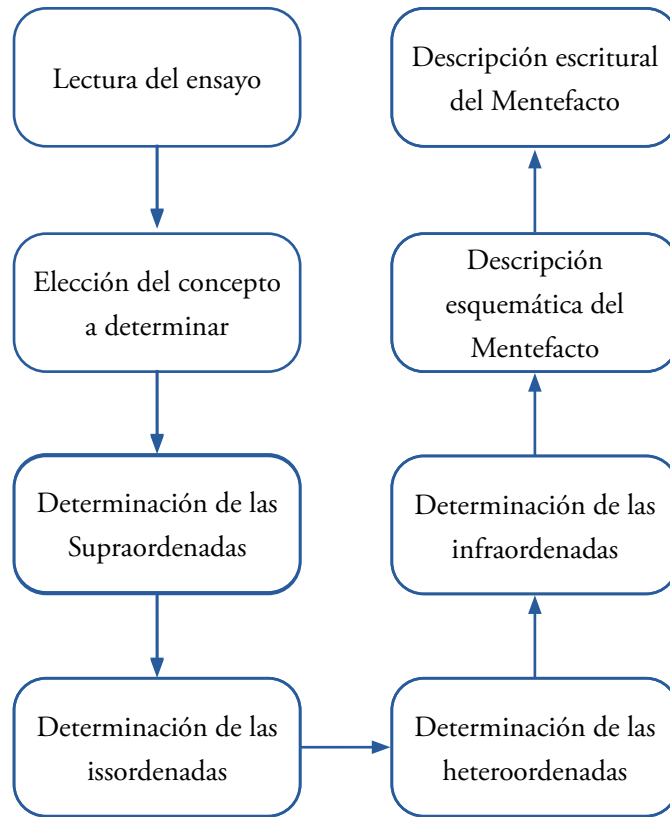 Lectura del ensayo
Elección del concepto
a determinar
Determinación de las
Supraordenadas
Determinación de las
issordenadas
Determinación de las
heteroordenadas
Determinación de las
infraordenadas
Descripción
esquemática del
Mentefacto
Descripción escritural
del Mentefacto